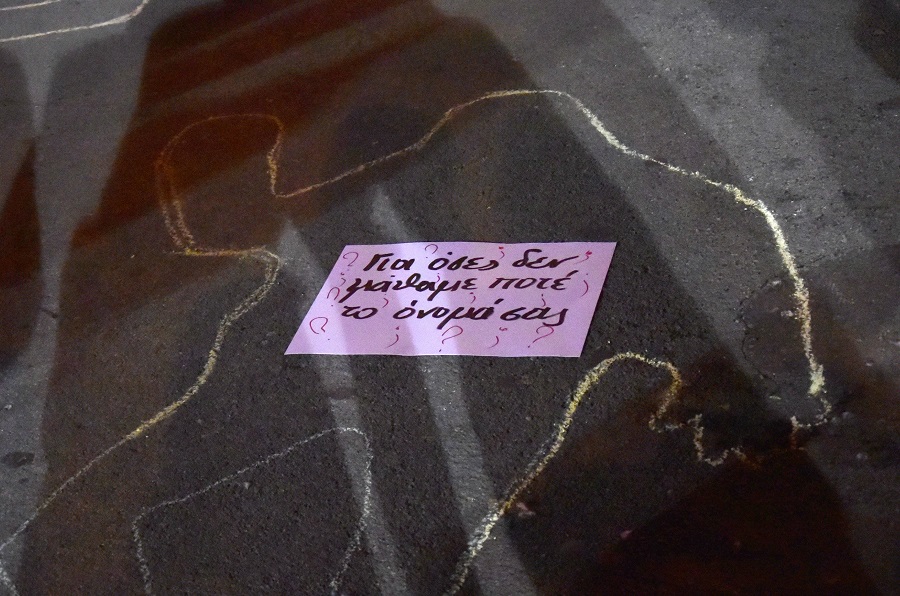 Για όσες δεν
μάθαμε ποτέ
το όνομά σας
? ? ? ? ? ; ; ? ; ?